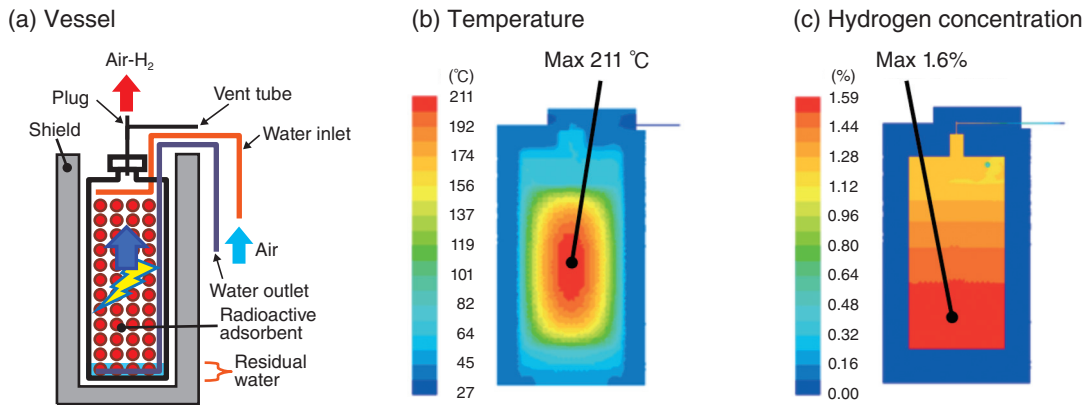 (a) Vessel
Air-H₂
Plug
Vent tube
Shield
Water inlet
Air
Water outlet
Radioactive
adsorbent
Residual
water
(b) Temperature
Max 211 ℃
(℃)
211
192
174
156
137
119
101
82
64
45
27
(c) Hydrogen concentration
Max 1.6%
(%)
1.59
1.44
1.28
1.12
0.96
0.80
0.64
0.48
0.32
0.16
0.00